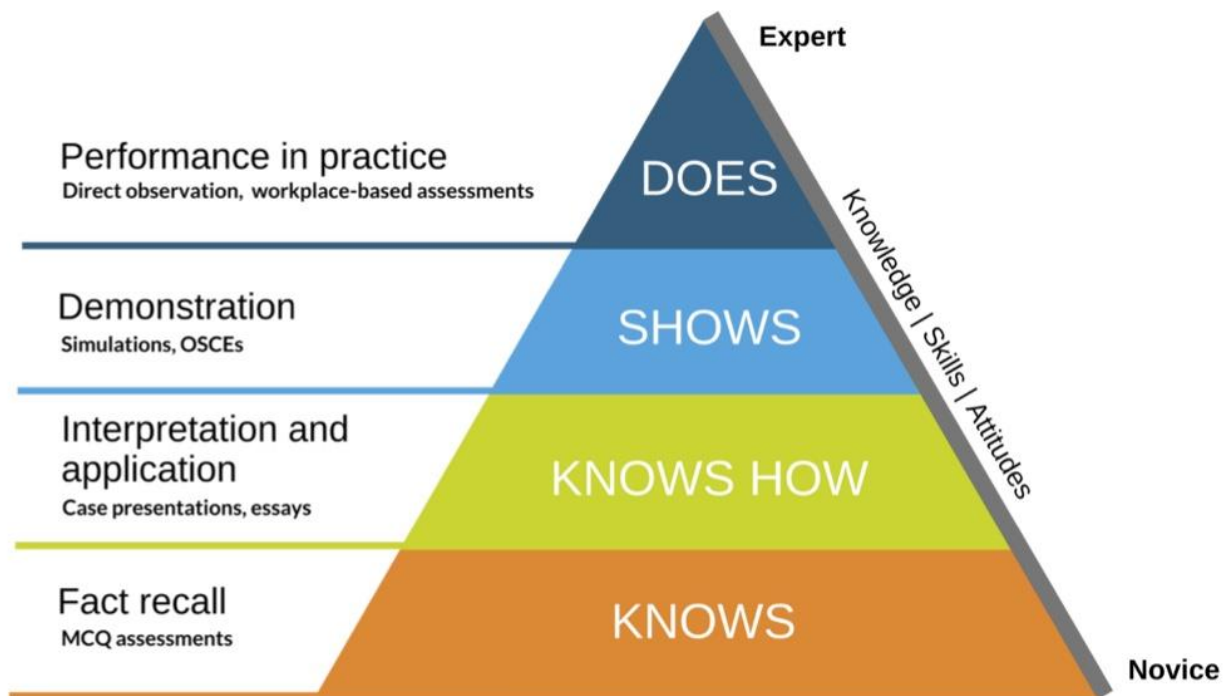 Expert
Performance in practice
Direct observation, workplace-based assessments
DOES
Knowledge | Skills | Attitudes
Demonstration
Simulations, OSCEs
SHOWS
Interpretation and
application
Case presentations, essays
KNOWS HOW
Fact recall
MCQ assessments
KNOWS
Novice